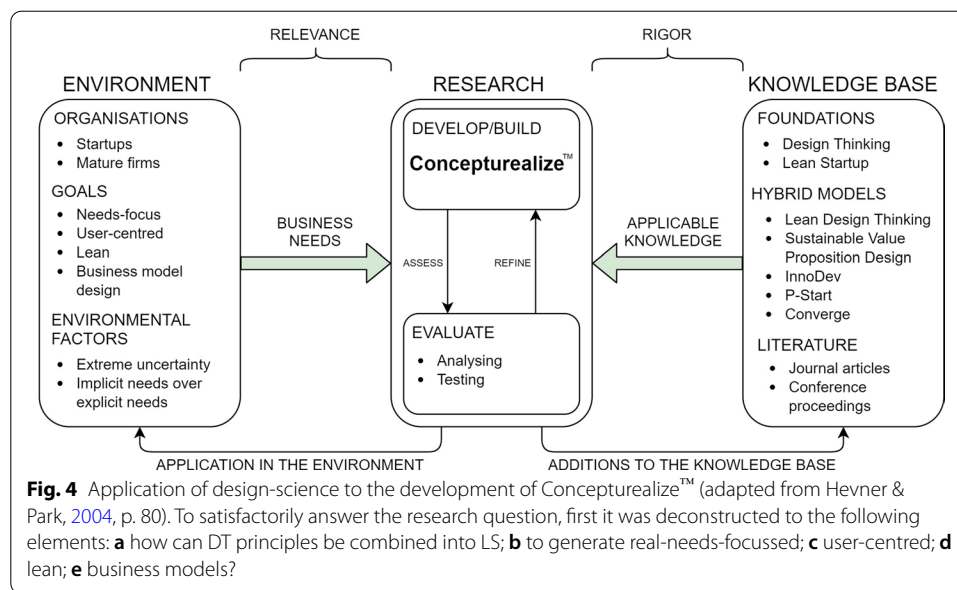 RELEVANCE
RIGOR
ENVIRONMENT
RESEARCH
KNOWLEDGE BASE
ORGANISATIONS
• Startups
• Mature firms
GOALS
• Needs-focus
• User-centred
• Lean
• Business model
design
ENVIRONMENTAL
FACTORS
• Extreme uncertainty
• Implicit needs over
explicit needs
BUSINESS
NEEDS
DEVELOP/BUILD
Concepturealize™
ASSESS
REFINE
EVALUATE
• Analysing
• Testing
APPLICABLE
KNOWLEDGE
FOUNDATIONS
• Design Thinking
• Lean Startup
HYBRID MODELS
• Lean Design Thinking
• Sustainable Value
Proposition Design
• InnoDev
• P-Start
• Converge
LITERATURE
• Journal articles
• Conference
proceedings
APPLICATION IN THE ENVIRONMENT
ADDITIONS TO THE KNOWLEDGE BASE
Fig. 4 Application of design-science to the development of Concepturealize™ (adapted from Hevner &
Park, 2004, p. 80). To satisfactorily answer the research question, first it was deconstructed to the following
elements: a how can DT principles be combined into LS; b to generate real-needs-focussed; c user-centred; d
lean; e business models?